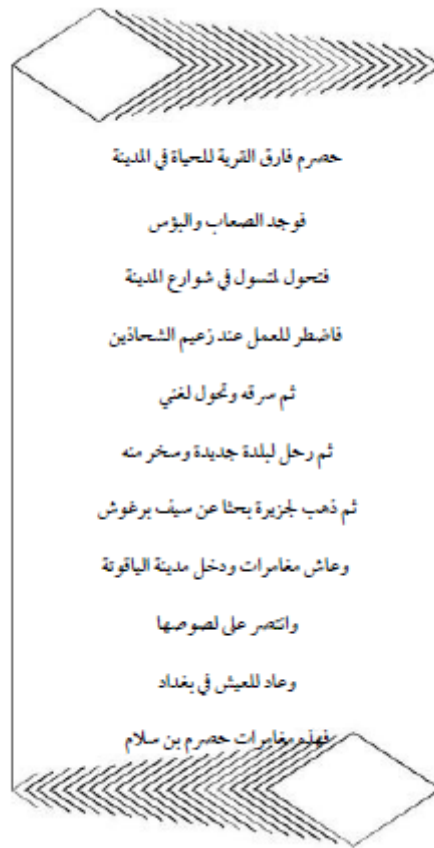 حصرم فارق القرية للحياة في المدينة
فوجد الصعاب والبؤس
فتحول لمتسول في شوارع المدينة
فاضطر للعمل عند زعيم الشحاذين
ثم سرقه وتحول لغني
ثم رحل لبلدة جديدة وسخر منه
ثم ذهب لجزيرة بحثا عن سيف برغوش
وعاش مغامرات ودخل مدينة الياقوتة
وانتصر على لصوصها
وعاد للعيش في بغداد
فهذه مغامرات حصرم بن سلام